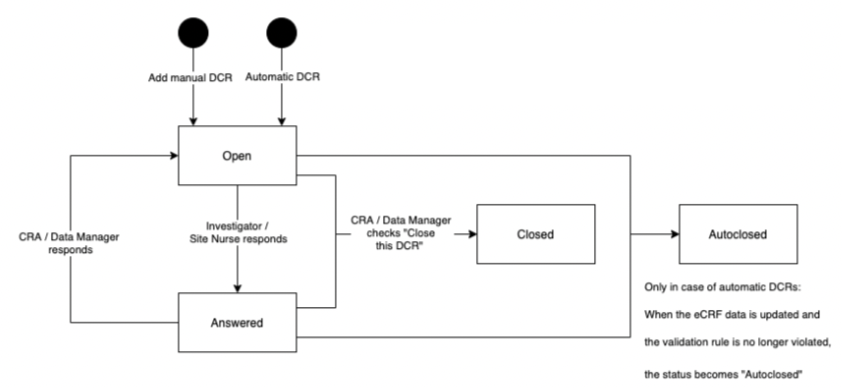 Add manual DCR
Automatic DCR
Open
CRA / Data Manager
responds
Investigator /
Site Nurse responds
CRA / Data Manager
checks "Close
this DCR"
Closed
Autoclosed
Answered
Only in case of automatic DCRs:
When the eCRF data is updated and
the validation rule is no longer violated,
the status becomes "Autoclosed"